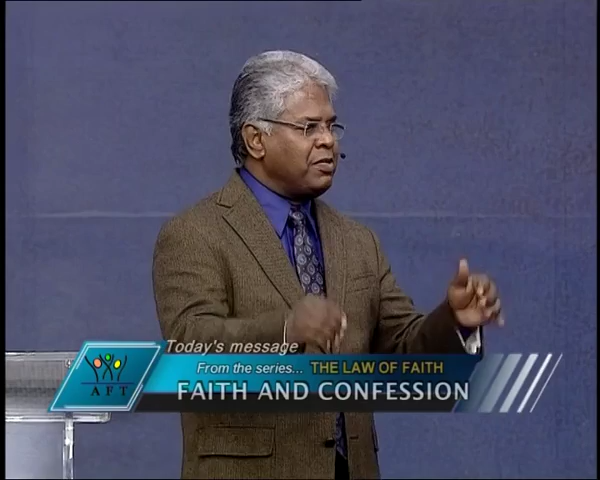 Today's message
From the series... THE LAW OF FAITH
FAITH AND CONFESSION
AFT